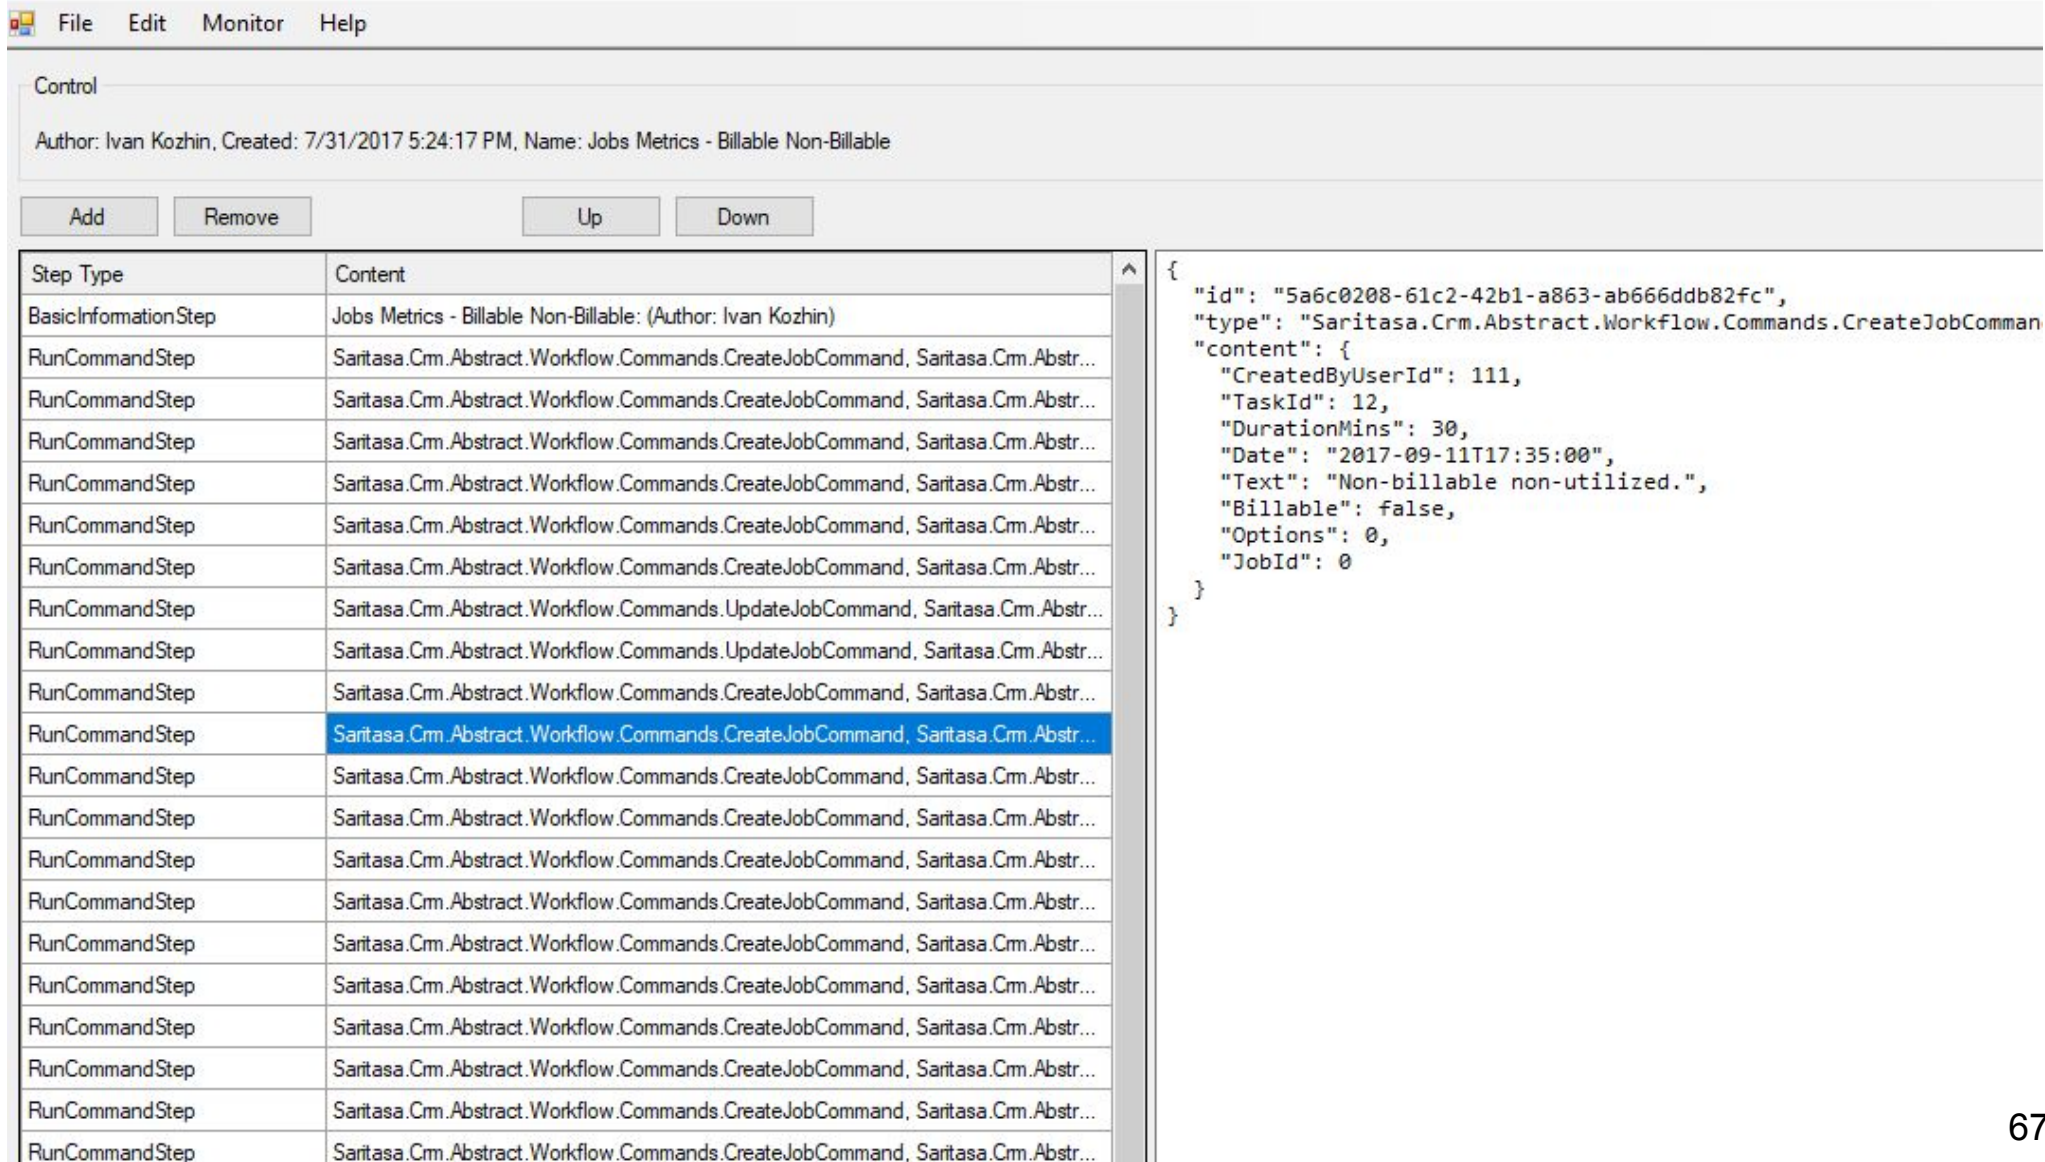 File Edit Monitor Help
Control
Author: Ivan Kozhin, Created: 7/31/2017 5:24:17 PM, Name: Jobs Metrics - Billable Non-Billable
Add Remove Up Down
Step Type Content
BasicInformationStep Jobs Metrics - Billable Non-Billable: (Author: Ivan Kozhin)
RunCommandStep Saritasa.Crm.Abstract.Workflow.Commands.CreateJobCommand, Saritasa.Crm.Abstr...
RunCommandStep Saritasa.Crm.Abstract.Workflow.Commands.CreateJobCommand, Saritasa.Crm.Abstr...
RunCommandStep Saritasa.Crm.Abstract.Workflow.Commands.CreateJobCommand, Saritasa.Crm.Abstr...
RunCommandStep Saritasa.Crm.Abstract.Workflow.Commands.CreateJobCommand, Saritasa.Crm.Abstr...
RunCommandStep Saritasa.Crm.Abstract.Workflow.Commands.CreateJobCommand, Saritasa.Crm.Abstr...
RunCommandStep Saritasa.Crm.Abstract.Workflow.Commands.CreateJobCommand, Saritasa.Crm.Abstr...
RunCommandStep Saritasa.Crm.Abstract.Workflow.Commands.UpdateJobCommand, Saritasa.Crm.Abstr...
RunCommandStep Saritasa.Crm.Abstract.Workflow.Commands.UpdateJobCommand, Saritasa.Crm.Abstr...
RunCommandStep Saritasa.Crm.Abstract.Workflow.Commands.CreateJobCommand, Saritasa.Crm.Abstr...
RunCommandStep Saritasa.Crm.Abstract.Workflow.Commands.CreateJobCommand, Saritasa.Crm.Abstr...
RunCommandStep Saritasa.Crm.Abstract.Workflow.Commands.CreateJobCommand, Saritasa.Crm.Abstr...
RunCommandStep Saritasa.Crm.Abstract.Workflow.Commands.CreateJobCommand, Saritasa.Crm.Abstr...
RunCommandStep Saritasa.Crm.Abstract.Workflow.Commands.CreateJobCommand, Saritasa.Crm.Abstr...
RunCommandStep Saritasa.Crm.Abstract.Workflow.Commands.CreateJobCommand, Saritasa.Crm.Abstr...
RunCommandStep Saritasa.Crm.Abstract.Workflow.Commands.CreateJobCommand, Saritasa.Crm.Abstr...
RunCommandStep Saritasa.Crm.Abstract.Workflow.Commands.CreateJobCommand, Saritasa.Crm.Abstr...
RunCommandStep Saritasa.Crm.Abstract.Workflow.Commands.CreateJobCommand, Saritasa.Crm.Abstr...
RunCommandStep Saritasa.Crm.Abstract.Workflow.Commands.CreateJobCommand, Saritasa.Crm.Abstr...
RunCommandStep Saritasa.Crm.Abstract.Workflow.Commands.CreateJobCommand, Saritasa.Crm.Abstr...
RunCommandStep Saritasa.Crm.Abstract.Workflow.Commands.CreateJobCommand, Saritasa.Crm.Abstr...
{
"id": "5a6c0208-61c2-42b1-a863-ab666ddb82fc",
"type": "Saritasa.Crm.Abstract.Workflow.Commands.CreateJobComman
"content": {
"CreatedByUserId": 111,
"TaskId": 12,
"DurationMins": 30,
"Date": "2017-09-11T17:35:00",
"Text": "Non-billable non-utilized.",
"Billable": false,
"Options": 0,
"JobId": 0
}
}
67